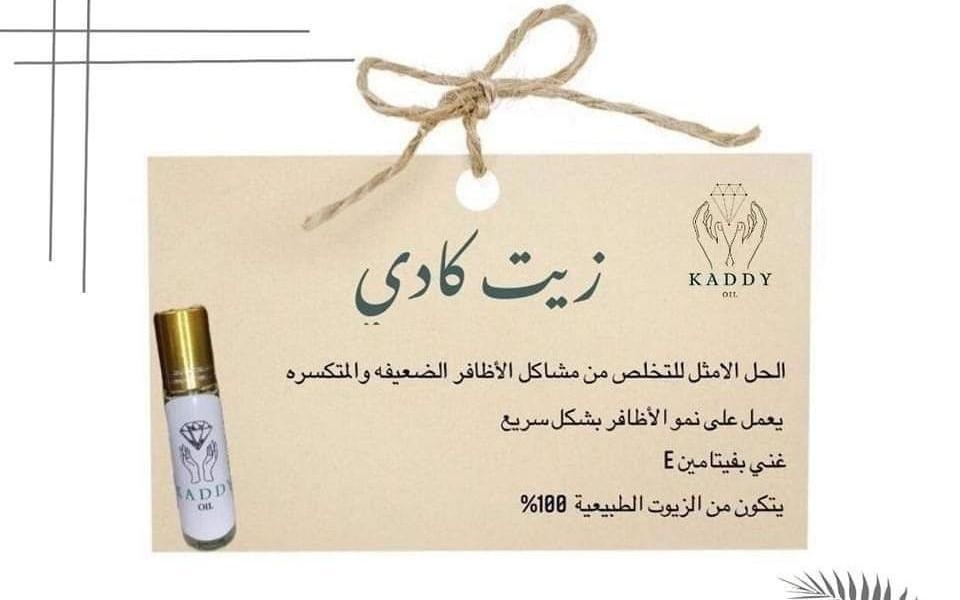 KADDY
OIL
زيت كادي
الحل الامثل للتخلص من مشاكل الأظافر الضعيفه والمتكسره
يعمل على نمو الأظافر بشكل سريع
غني بفيتامين E
يتكون من الزيوت الطبيعية 100%
KADDY
OIL